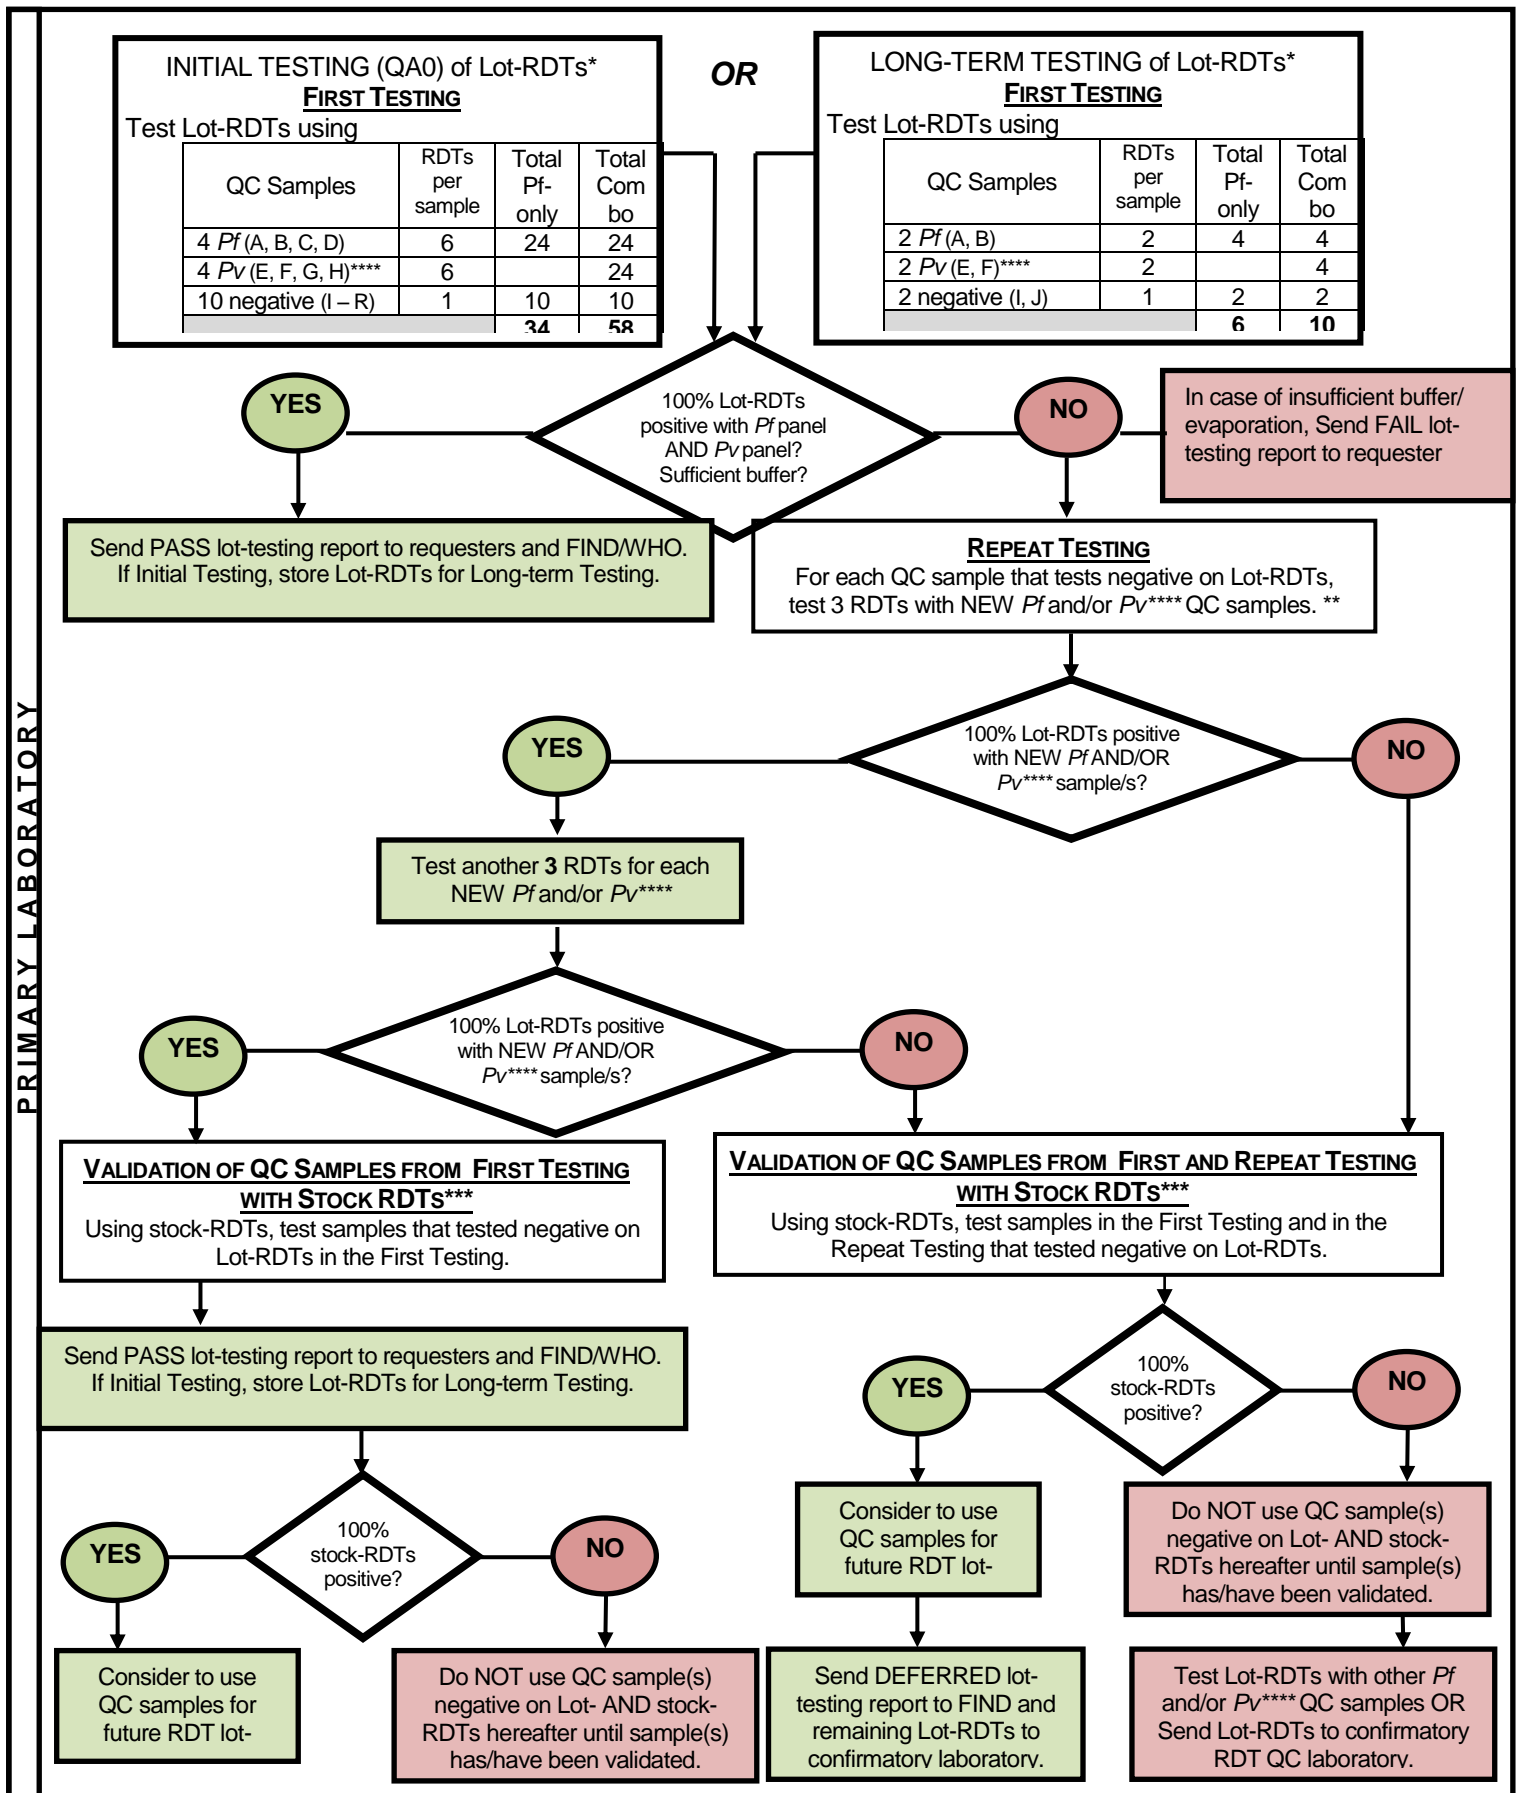 PRIMARY LABORATORY
INITIAL TESTING (QA0) of Lot-RDTs*
FIRST TESTING
Test Lot-RDTs using
QC Samples RDTs per sample Total Pf-only Total Com bo
4 Pf (A, B, C, D) 6 24 24
4 Pv (E, F, G, H)**** 6 24
10 negative (I – R) 1 10 10
34 58
OR
LONG-TERM TESTING of Lot-RDTs*
FIRST TESTING
Test Lot-RDTs using
QC Samples RDTs per sample Total Pf-only Total Com bo
2 Pf (A, B) 2 4 4
2 Pv (E, F)**** 2 4
2 negative (I, J) 1 2 2
6 10
YES
100% Lot-RDTs
positive with Pf panel
AND Pv panel?
Sufficient buffer?
NO
In case of insufficient buffer/
evaporation, Send FAIL lot-
testing report to requester
Send PASS lot-testing report to requesters and FIND/WHO.
If Initial Testing, store Lot-RDTs for Long-term Testing.
REPEAT TESTING
For each QC sample that tests negative on Lot-RDTs,
test 3 RDTs with NEW Pf and/or Pv**** QC samples. **
YES
100% Lot-RDTs positive
with NEW Pf AND/OR
Pv**** sample/s?
NO
Test another 3 RDTs for each
NEW Pf and/or Pv****
YES
100% Lot-RDTs positive
with NEW Pf AND/OR
Pv**** sample/s?
NO
VALIDATION OF QC SAMPLES FROM FIRST TESTING
WITH STOCK RDTS***
Using stock-RDTs, test samples that tested negative on
Lot-RDTs in the First Testing.
VALIDATION OF QC SAMPLES FROM FIRST AND REPEAT TESTING
WITH STOCK RDTS***
Using stock-RDTs, test samples in the First Testing and in the
Repeat Testing that tested negative on Lot-RDTs.
Send PASS lot-testing report to requesters and FIND/WHO.
If Initial Testing, store Lot-RDTs for Long-term Testing.
YES
100%
stock-RDTs
positive?
NO
Consider to use
QC samples for
future RDT lot-
Do NOT use QC sample(s)
negative on Lot- AND stock-
RDTs hereafter until sample(s)
has/have been validated.
YES
100%
stock-RDTs
positive?
NO
Consider to use
QC samples for
future RDT lot-
Do NOT use QC sample(s)
negative on Lot- AND stock-
RDTs hereafter until sample(s)
has/have been validated.
Send DEFERRED lot-
testing report to FIND and
remaining Lot-RDTs to
confirmatory laboratory.
Test Lot-RDTs with other Pf
and/or Pv**** QC samples OR
Send Lot-RDTs to confirmatory
RDT QC laboratory.